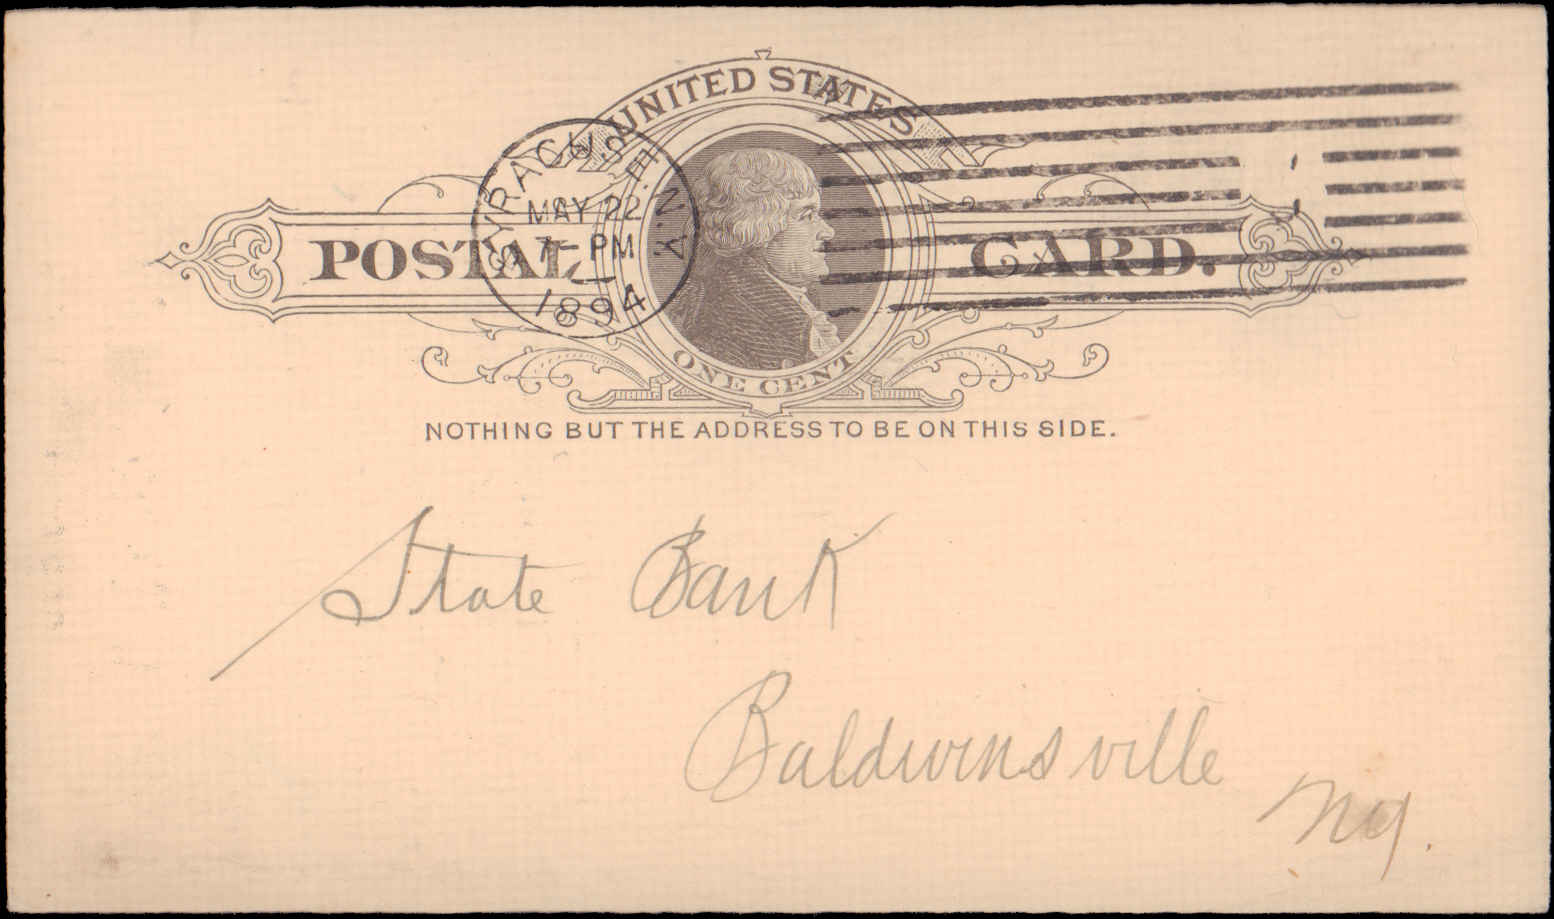 UNITED STATES
POSTAL CARD.
SYRACUSE N.Y.
MAY 22
7 - PM
1894
ONE CENT
NOTHING BUT THE ADDRESS TO BE ON THIS SIDE.
State Bank
Baldwinsville
NY.